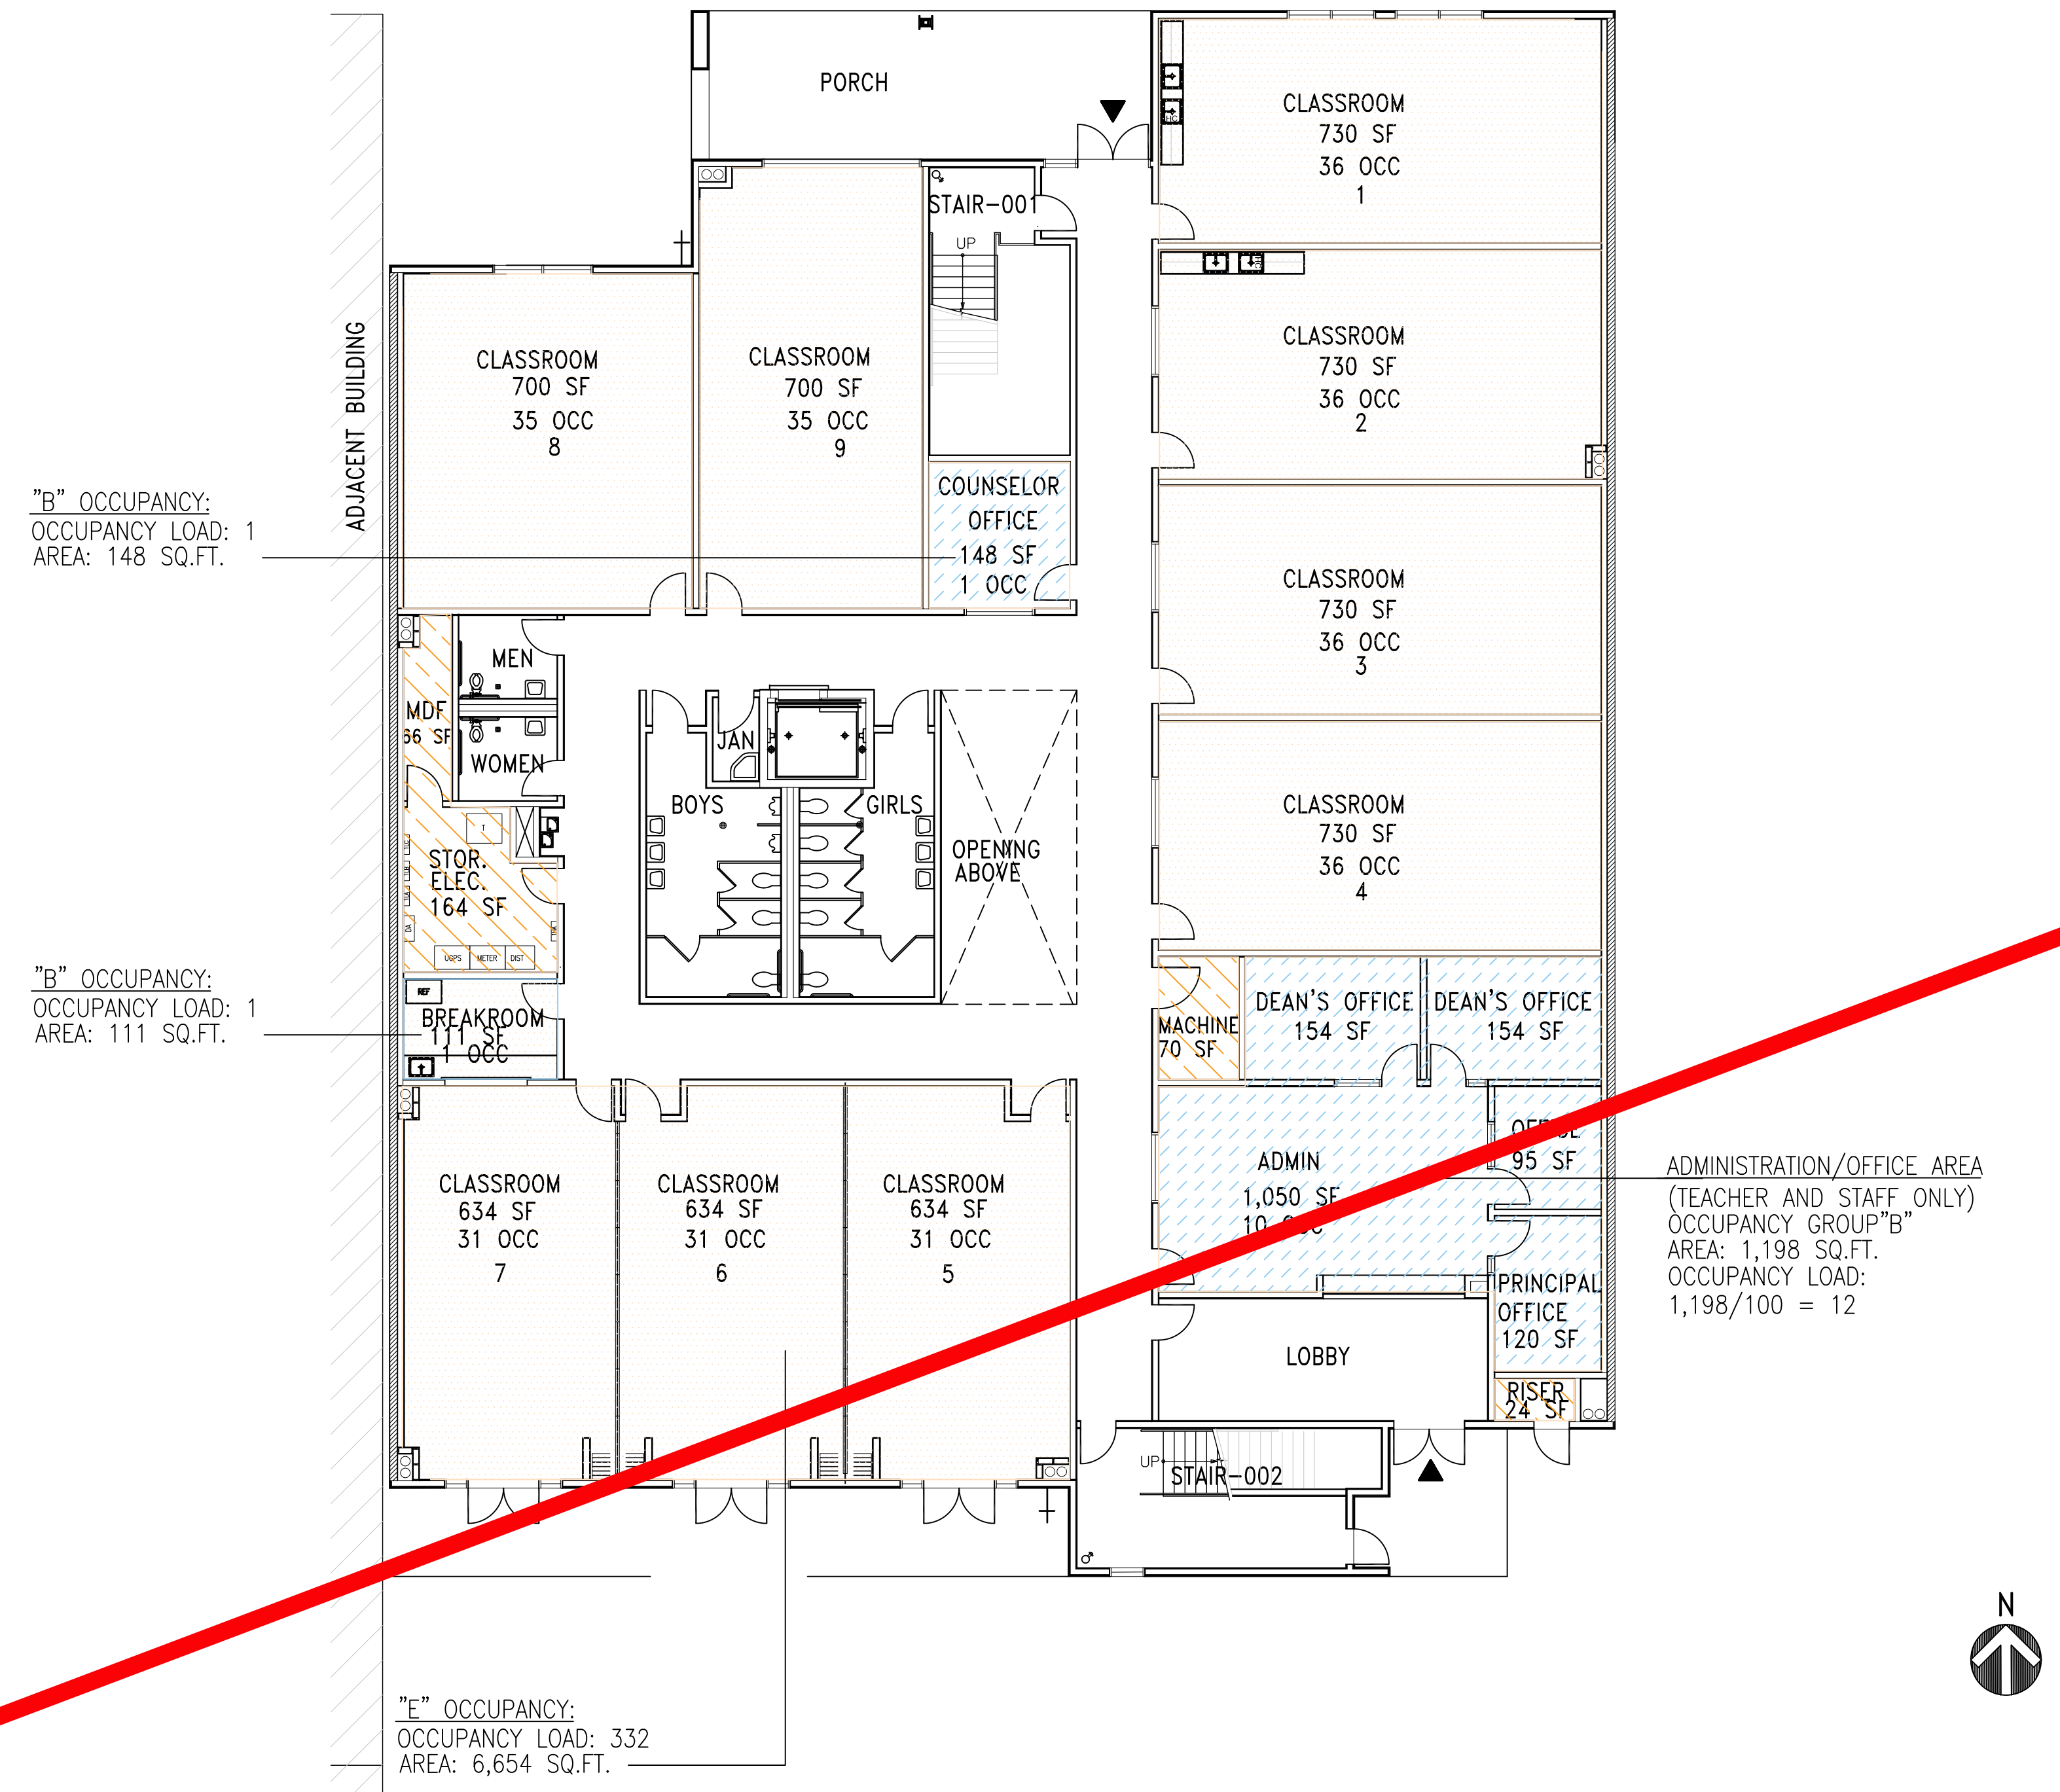 PORCH
CLASSROOM
730 SF
36 OCC
1
HC
STAIR-001
UP
CLASSROOM
730 SF
36 OCC
2
HC
ADJACENT BUILDING
CLASSROOM
700 SF
35 OCC
8
CLASSROOM
700 SF
35 OCC
9
COUNSELOR
OFFICE
148 SF
1 OCC
"B" OCCUPANCY:
OCCUPANCY LOAD: 1
AREA: 148 SQ.FT.
CLASSROOM
730 SF
36 OCC
3
MEN
MDF
66 SF
WOMEN
JAN
BOYS
GIRLS
OPENING
ABOVE
CLASSROOM
730 SF
36 OCC
4
T
STOR.
ELEC.
164 SF
DA
UGPS
METER
DIST
"B" OCCUPANCY:
OCCUPANCY LOAD: 1
AREA: 111 SQ.FT.
REF
BREAKROOM
111 SF
1 OCC
MACHINE
70 SF
DEAN'S OFFICE
154 SF
DEAN'S OFFICE
154 SF
OFFICE
95 SF
ADMIN
1,050 SF
10 OCC
ADMINISTRATION/OFFICE AREA
(TEACHER AND STAFF ONLY)
OCCUPANCY GROUP"B"
AREA: 1,198 SQ.FT.
OCCUPANCY LOAD:
1,198/100 = 12
CLASSROOM
634 SF
31 OCC
7
CLASSROOM
634 SF
31 OCC
6
CLASSROOM
634 SF
31 OCC
5
PRINCIPAL
OFFICE
120 SF
LOBBY
RISER
24 SF
UP
STAIR-002
N
"E" OCCUPANCY:
OCCUPANCY LOAD: 332
AREA: 6,654 SQ.FT.